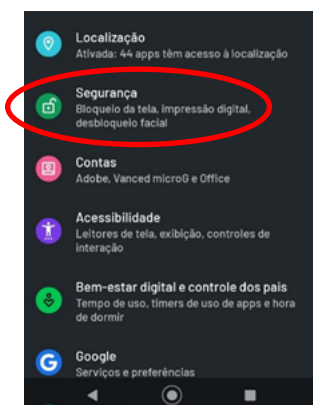 Localização
Ativada: 44 apps têm acesso à localização
Segurança
Bloqueio da tela, impressão digital,
desbloqueio facial
Contas
Adobe, Vanced microG e Office
Acessibilidade
Leitores de tela, exibição, controles de
interação
Bem-estar digital e controle dos pais
Tempo de uso, timers de uso de apps e hora
de dormir
G
Google
Serviços e preferências